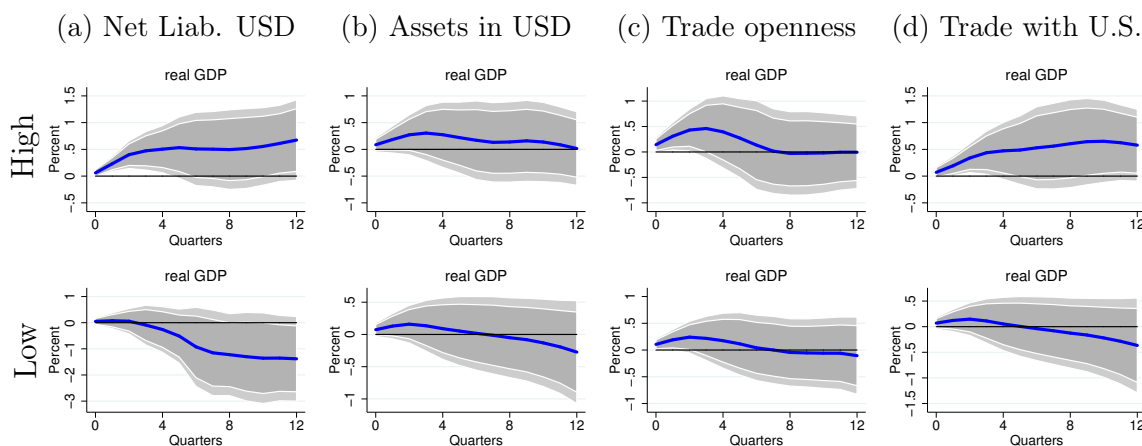 (a) Net Liab. USD
(b) Assets in USD
(c) Trade openness
(d) Trade with U.S.
High
real GDP
Percent
1.5
1
.5
0
-.5
0
4
8
12
Quarters
real GDP
Percent
1
.5
0
-.5
-1
0
4
8
12
Quarters
real GDP
Percent
1
.5
0
-.5
-1
0
4
8
12
Quarters
real GDP
Percent
1.5
1
.5
0
-.5
0
4
8
12
Quarters
Low
real GDP
Percent
1
0
-1
-2
-3
0
4
8
12
Quarters
real GDP
Percent
.5
0
-.5
-1
0
4
8
12
Quarters
real GDP
Percent
1
.5
0
-.5
-1
0
4
8
12
Quarters
real GDP
Percent
.5
0
-.5
-1
-1.5
0
4
8
12
Quarters